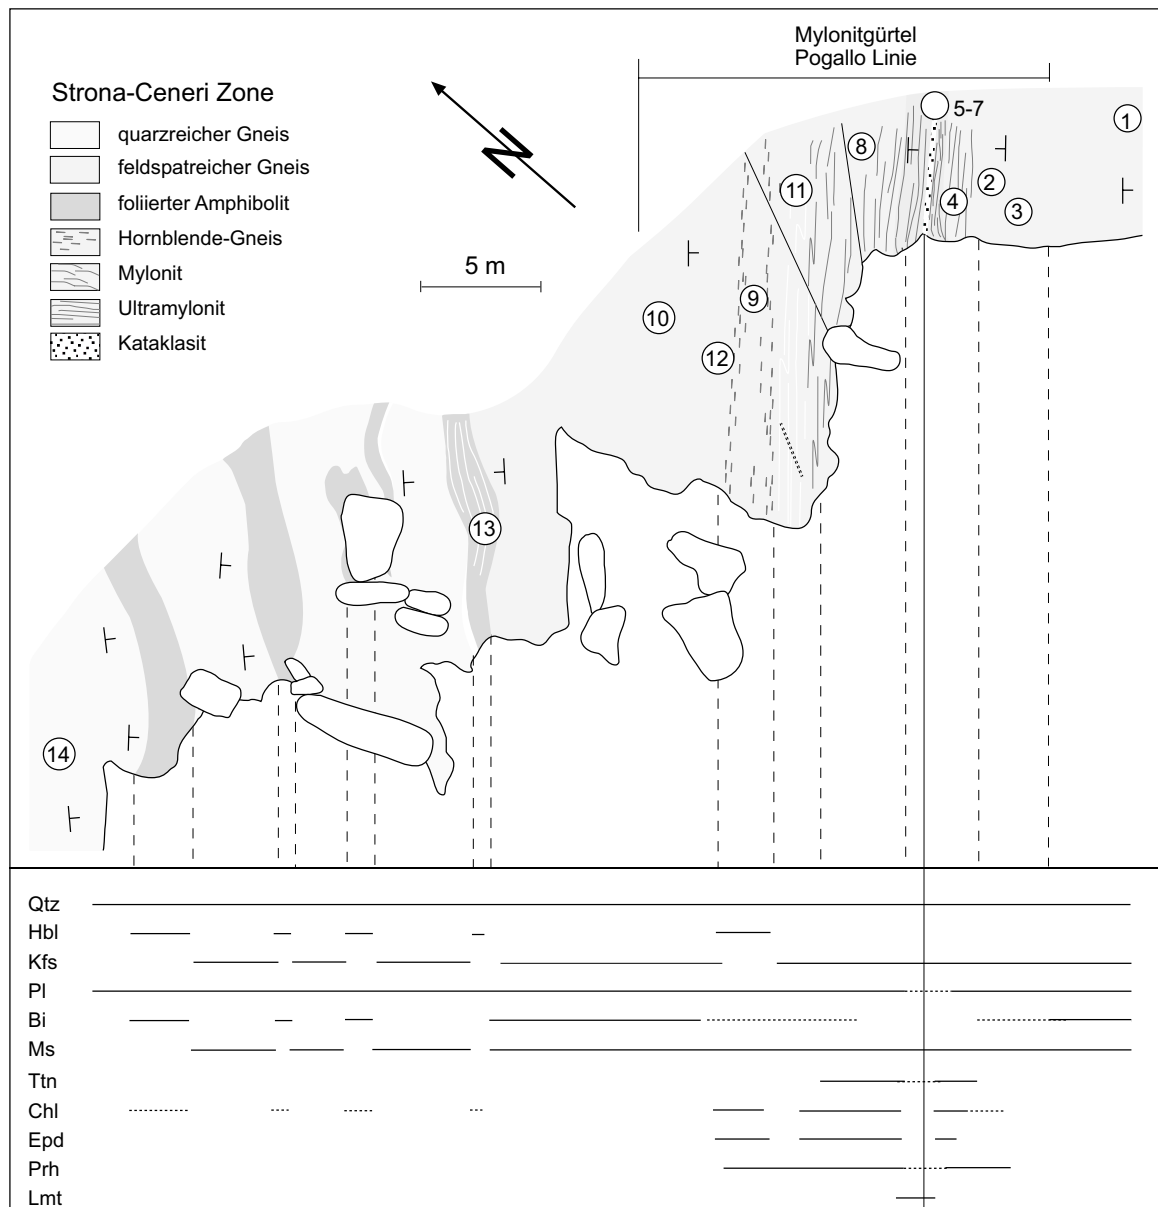 Mylonitgürtel
Pogallo Linie
Strona-Ceneri Zone
quarzreicher Gneis
feldspatreicher Gneis
foliierter Amphibolit
Hornblende-Gneis
Mylonit
Ultramylonit
Kataklasit
N
5 m
5-7
1
8
11
2
4
3
9
10
12
13
14
Qtz
Hbl
Kfs
Pl
Bi
Ms
Ttn
Chl
Epd
Prh
Lmt